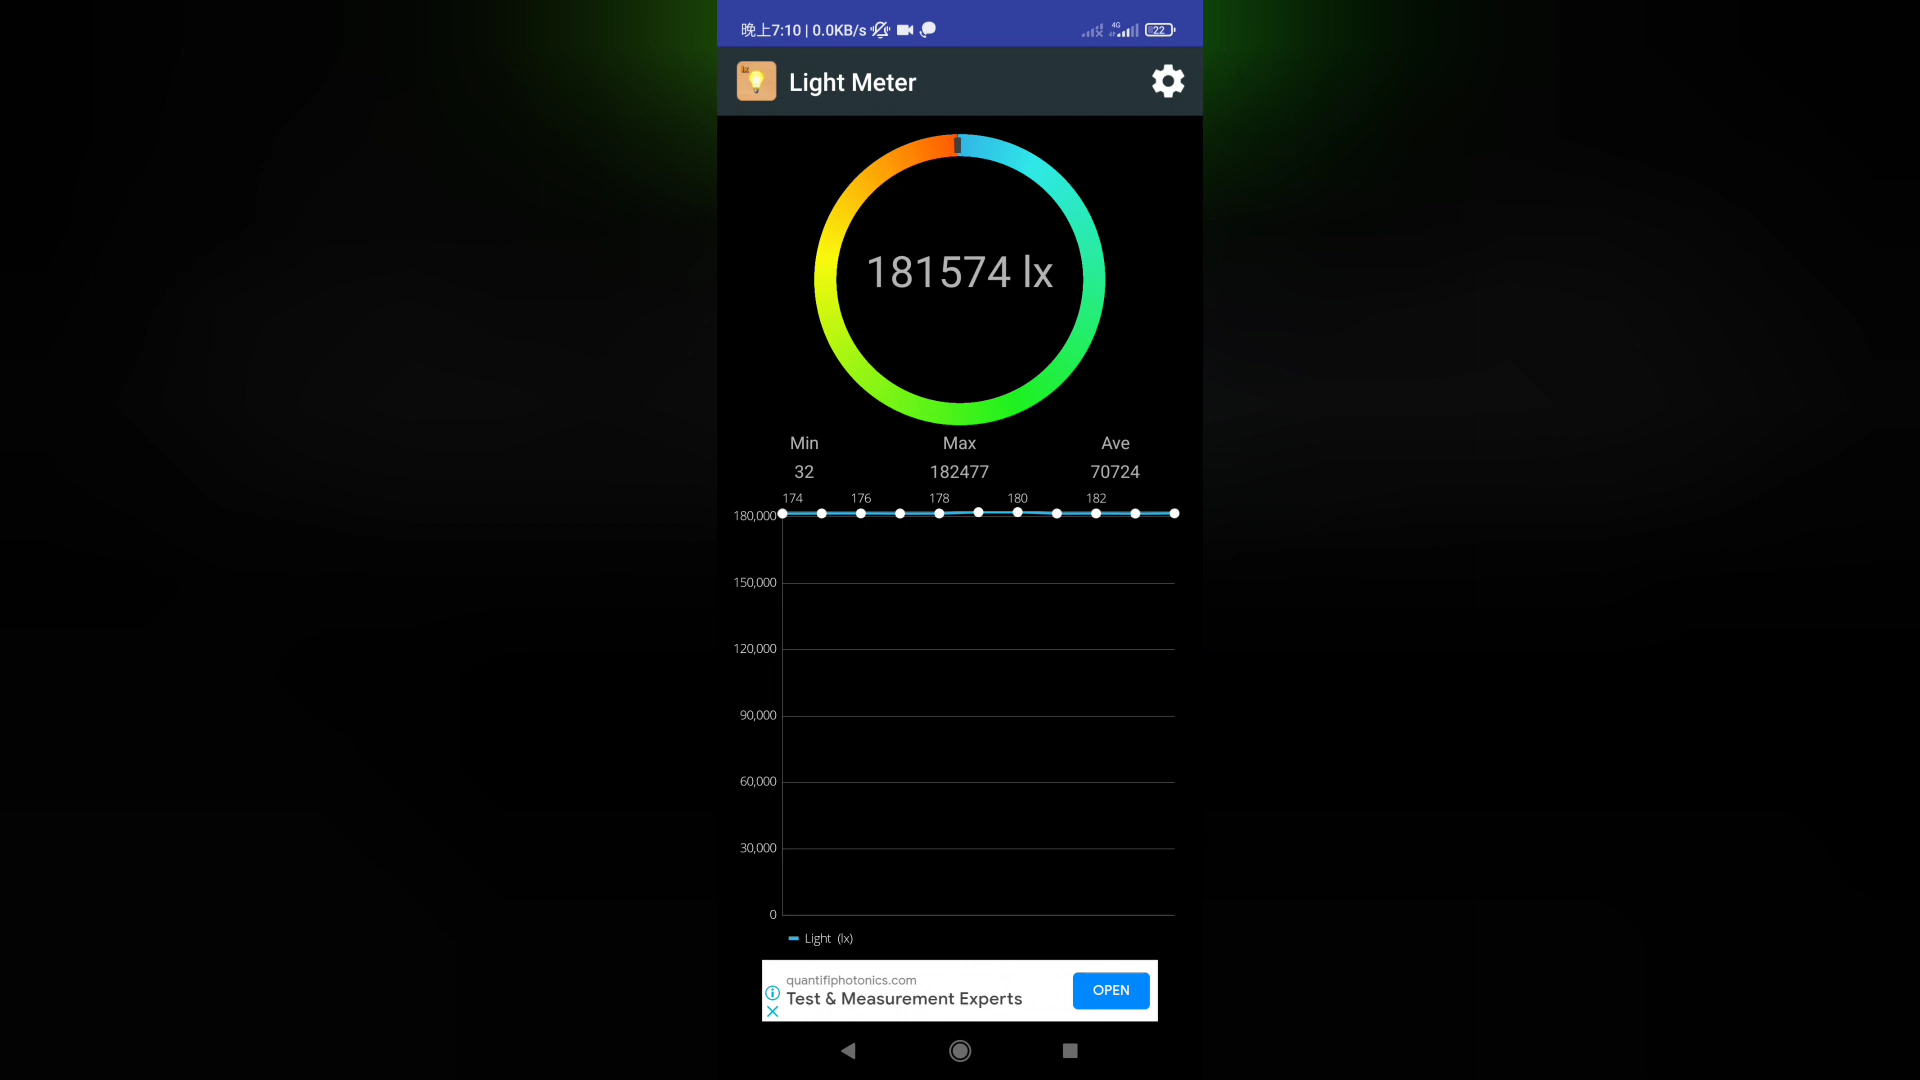 晚上7:10 | 0.0KB/s
4G
22
lx
Light Meter
181574 lx
Min Max Ave
32 182477 70724
174 176 178 180 182
180,000
150,000
120,000
90,000
60,000
30,000
0
Light (lx)
quantifiphotonics.com
Test & Measurement Experts
OPEN